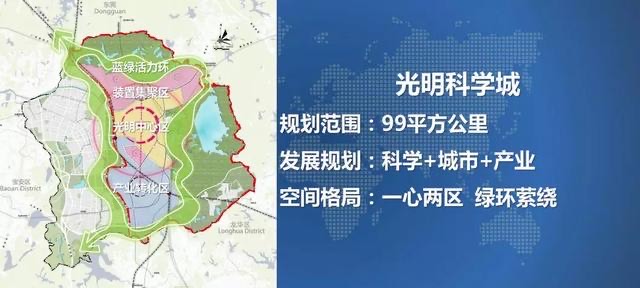 东莞
Dongguan
蓝绿活力环
装置集聚区
光明中心区
产业转化区
宝安区
Baoan District
龙华区
Longhua District
光明科学城
规划范围：99平方公里
发展规划：科学+城市+产业
空间格局：一心两区 绿环萦绕